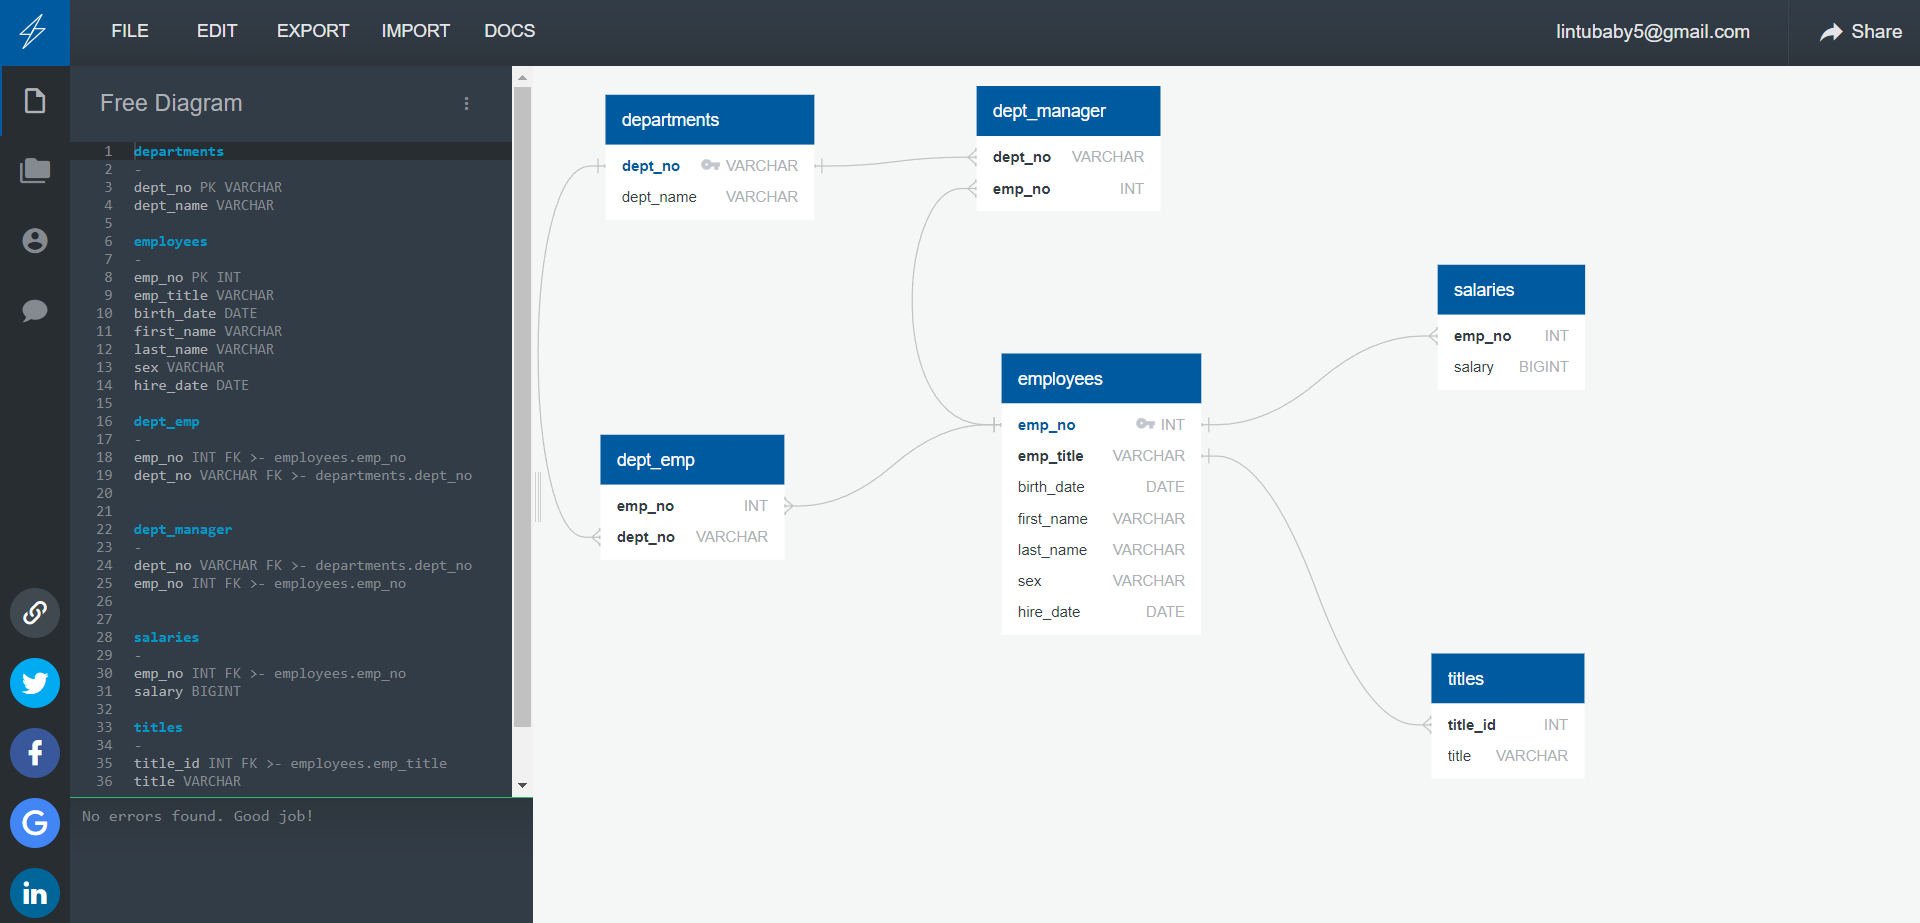 FILE EDIT EXPORT IMPORT DOCS lintubaby5@gmail.com Share
Free Diagram
1 departments
2 -
3 dept_no PK VARCHAR
4 dept_name VARCHAR
5
6 employees
7 -
8 emp_no PK INT
9 emp_title VARCHAR
10 birth_date DATE
11 first_name VARCHAR
12 last_name VARCHAR
13 sex VARCHAR
14 hire_date DATE
15
16 dept_emp
17 -
18 emp_no INT FK >- employees.emp_no
19 dept_no VARCHAR FK >- departments.dept_no
20
21
22 dept_manager
23 -
24 dept_no VARCHAR FK >- departments.dept_no
25 emp_no INT FK >- employees.emp_no
26
27
28 salaries
29 -
30 emp_no INT FK >- employees.emp_no
31 salary BIGINT
32
33 titles
34 -
35 title_id INT FK >- employees.emp_title
36 title VARCHAR
No errors found. Good job!
departments
dept_no VARCHAR
dept_name VARCHAR
dept_manager
dept_no VARCHAR
emp_no INT
salaries
emp_no INT
salary BIGINT
employees
emp_no INT
emp_title VARCHAR
birth_date DATE
first_name VARCHAR
last_name VARCHAR
sex VARCHAR
hire_date DATE
dept_emp
emp_no INT
dept_no VARCHAR
titles
title_id INT
title VARCHAR
f
G
in